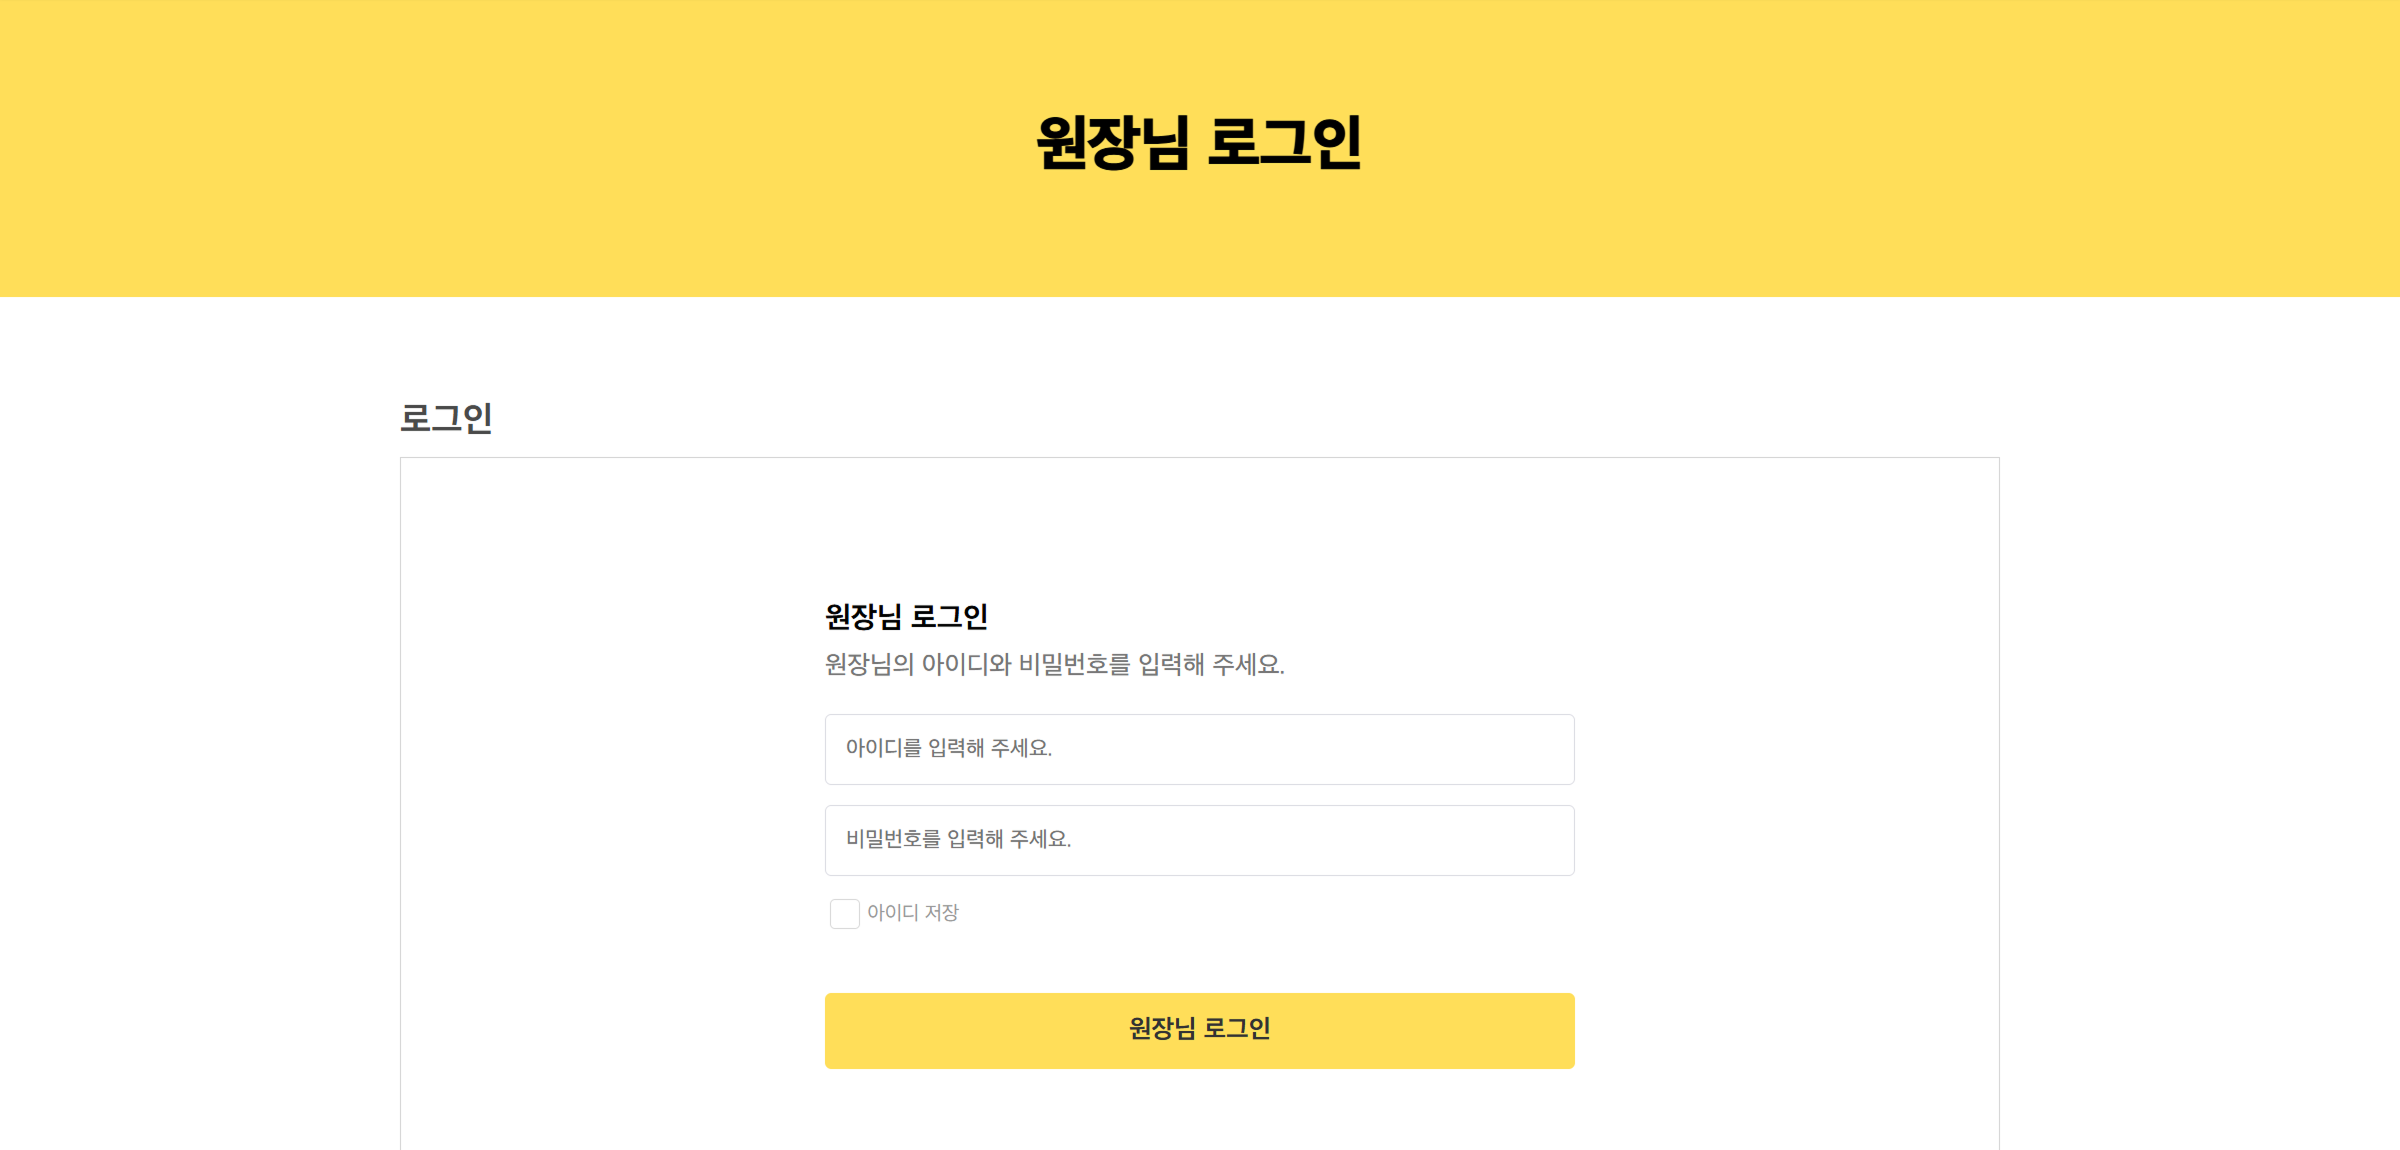 원장님 로그인
로그인
원장님 로그인
원장님의 아이디와 비밀번호를 입력해 주세요.
아이디를 입력해 주세요.
비밀번호를 입력해 주세요.
아이디 저장
원장님 로그인